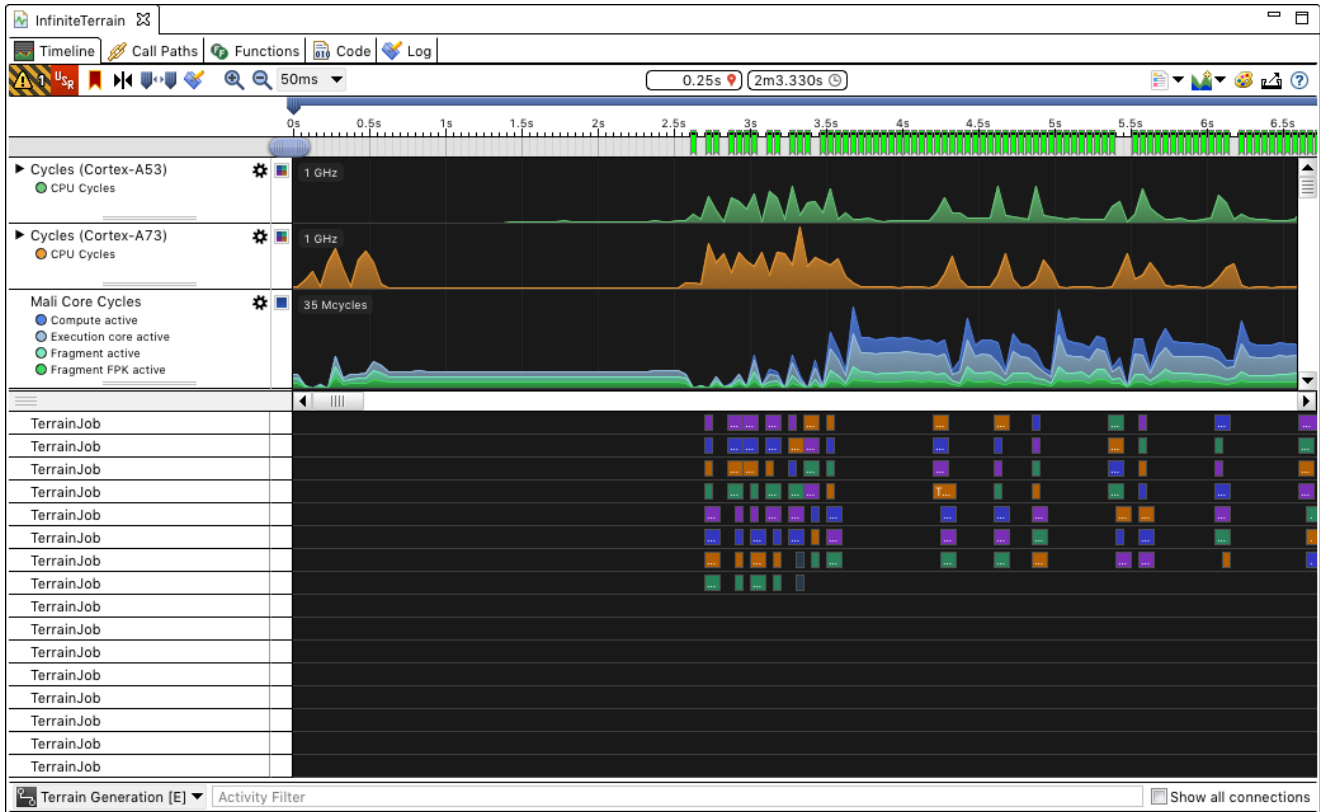 InfiniteTerrain
Timeline Call Paths Functions Code Log
1 USR 50ms 0.25s 2m3.330s
0s 0.5s 1s 1.5s 2s 2.5s 3s 3.5s 4s 4.5s 5s 5.5s 6s 6.5s
Cycles (Cortex-A53) 1 GHz
CPU Cycles
Cycles (Cortex-A73) 1 GHz
CPU Cycles
Mali Core Cycles 35 Mcycles
Compute active
Execution core active
Fragment active
Fragment FPK active
TerrainJob
TerrainJob
TerrainJob
TerrainJob T...
TerrainJob
TerrainJob
TerrainJob
TerrainJob
TerrainJob
TerrainJob
TerrainJob
TerrainJob
TerrainJob
TerrainJob
TerrainJob
TerrainJob
Terrain Generation [E] Activity Filter Show all connections